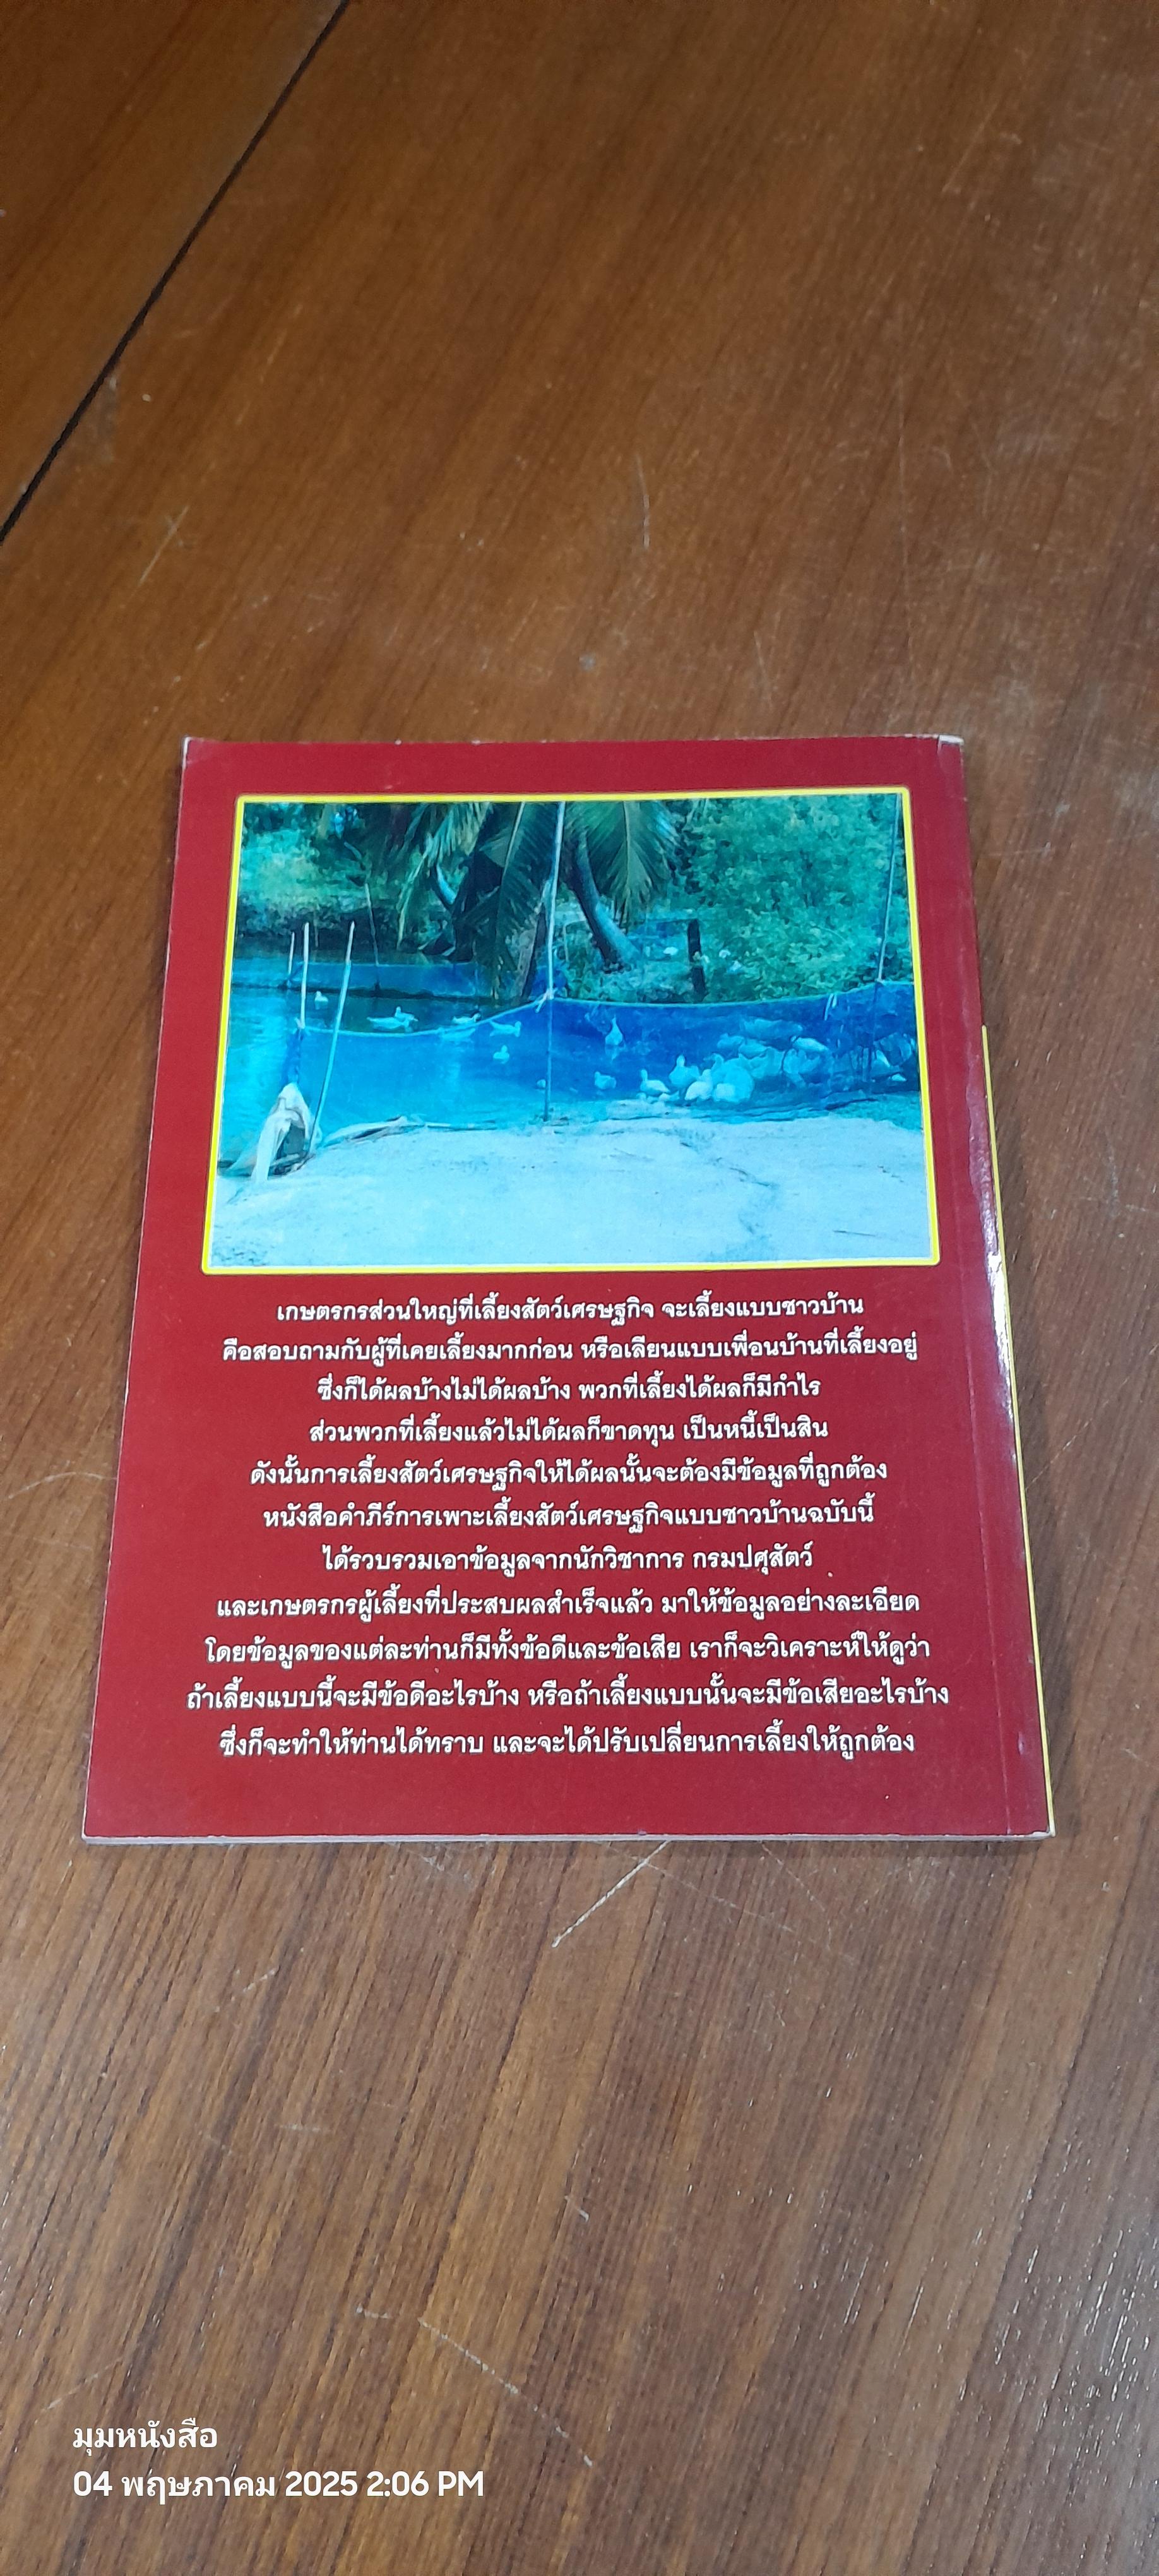 เกษตรกรส่วนใหญ่ที่เลี้ยงสัตว์เศรษฐกิจ จะเลี้ยงแบบชาวบ้าน
คือสอบถามกับผู้ที่เคยเลี้ยงมากก่อน หรือเลียนแบบเพื่อนบ้านที่เลี้ยงอยู่
ซึ่งก็ได้ผลบ้างไม่ได้ผลบ้าง พวกที่เลี้ยงได้ผลก็มีกำไร
ส่วนพวกที่เลี้ยงแล้วไม่ได้ผลก็ขาดทุน เป็นหนี้เป็นสิน
ดังนั้นการเลี้ยงสัตว์เศรษฐกิจให้ได้ผลนั้นจะต้องมีข้อมูลที่ถูกต้อง
หนังสือคำภีร์การเพาะเลี้ยงสัตว์เศรษฐกิจแบบชาวบ้านฉบับนี้
ได้รวบรวมเอาข้อมูลจากนักวิชาการ กรมปศุสัตว์
และเกษตรกรผู้เลี้ยงที่ประสบผลสำเร็จแล้ว มาให้ข้อมูลอย่างละเอียด
โดยข้อมูลของแต่ละท่านก็มีทั้งข้อดีและข้อเสีย เราก็จะวิเคราะห์ให้ดูว่า
ถ้าเลี้ยงแบบนี้จะมีข้อดีอะไรบ้าง หรือถ้าเลี้ยงแบบนั้นจะมีข้อเสียอะไรบ้าง
ซึ่งก็จะทำให้ท่านได้ทราบ และจะได้ปรับเปลี่ยนการเลี้ยงให้ถูกต้อง
มุมหนังสือ
04 พฤษภาคม 2025 2:06 PM